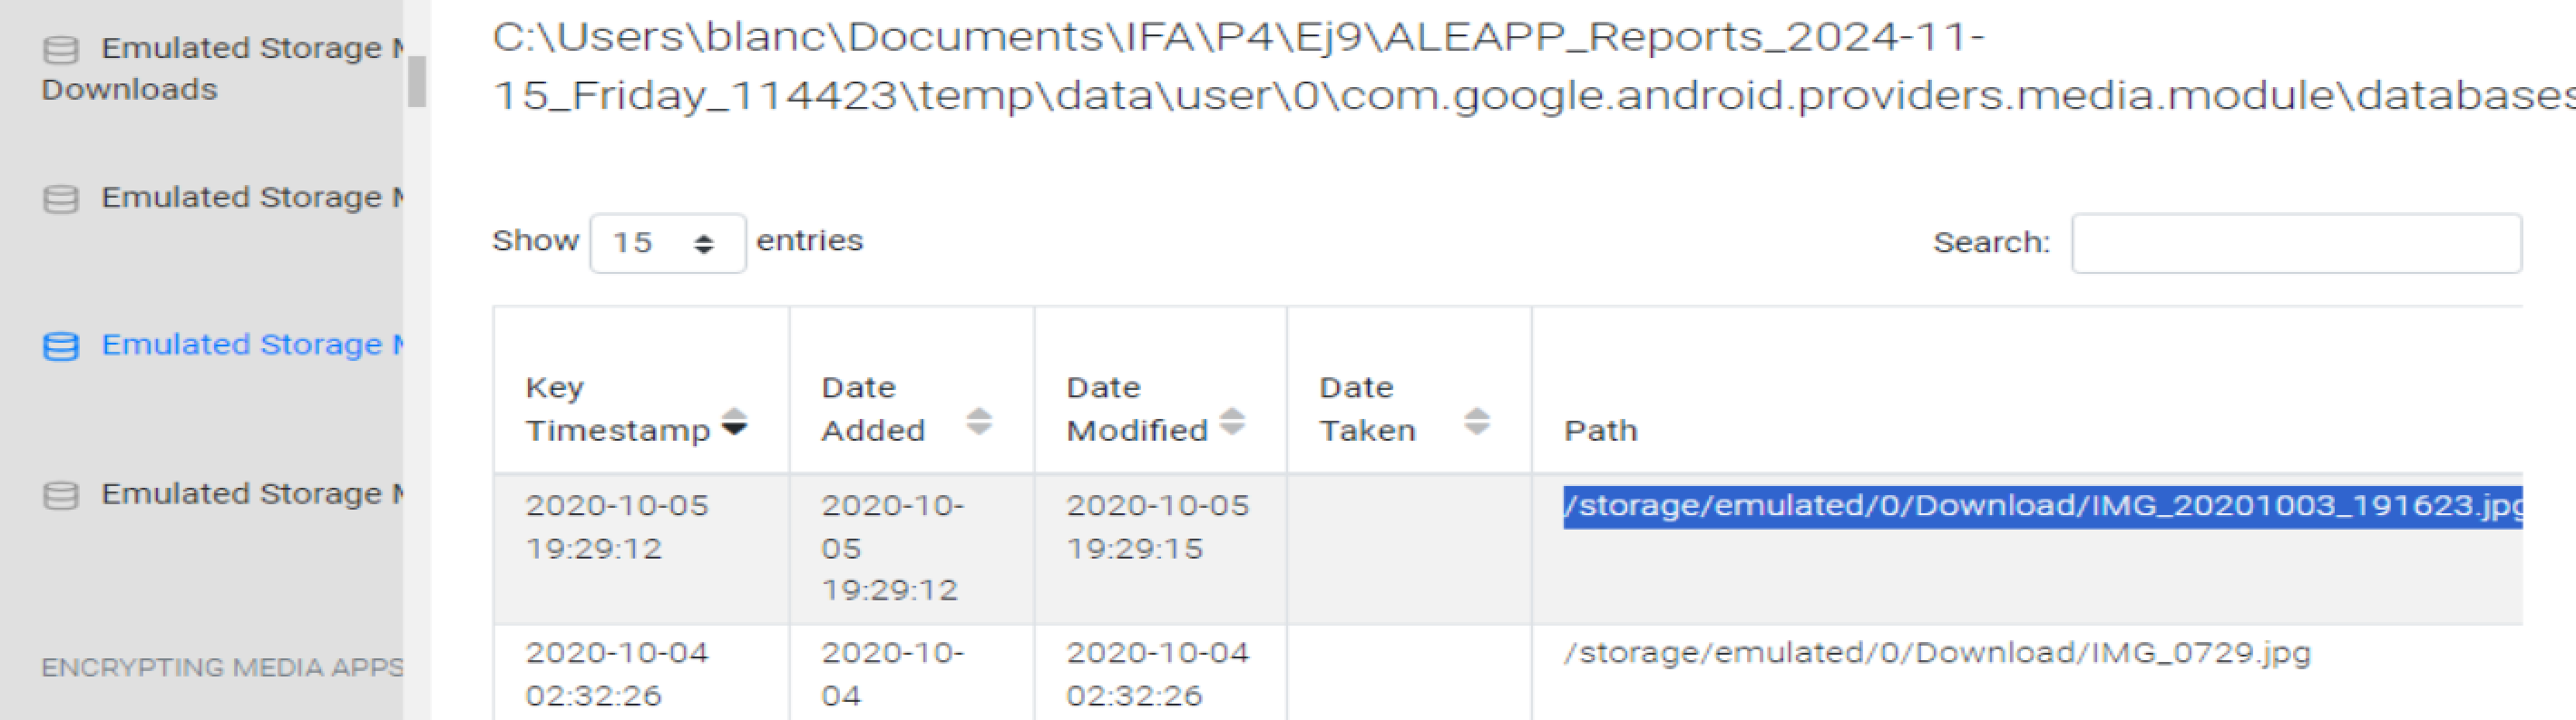 Emulated Storage
Downloads
Emulated Storage
Emulated Storage
Emulated Storage
ENCRYPTING MEDIA APPS
C:\Users\blanc\Documents\IFA\P4\Ej9\ALEAPP_Reports_2024-11-
15_Friday_114423\temp\data\user\0\com.google.android.providers.media.module\databases
Show 15 entries
Search:
Key Timestamp
Date Added
Date Modified
Date Taken
Path
2020-10-05
19:29:12
2020-10-
05
19:29:12
2020-10-05
19:29:15
/storage/emulated/0/Download/IMG_20201003_191623.jpg
2020-10-04
02:32:26
2020-10-
04
2020-10-04
02:32:26
/storage/emulated/0/Download/IMG_0729.jpg